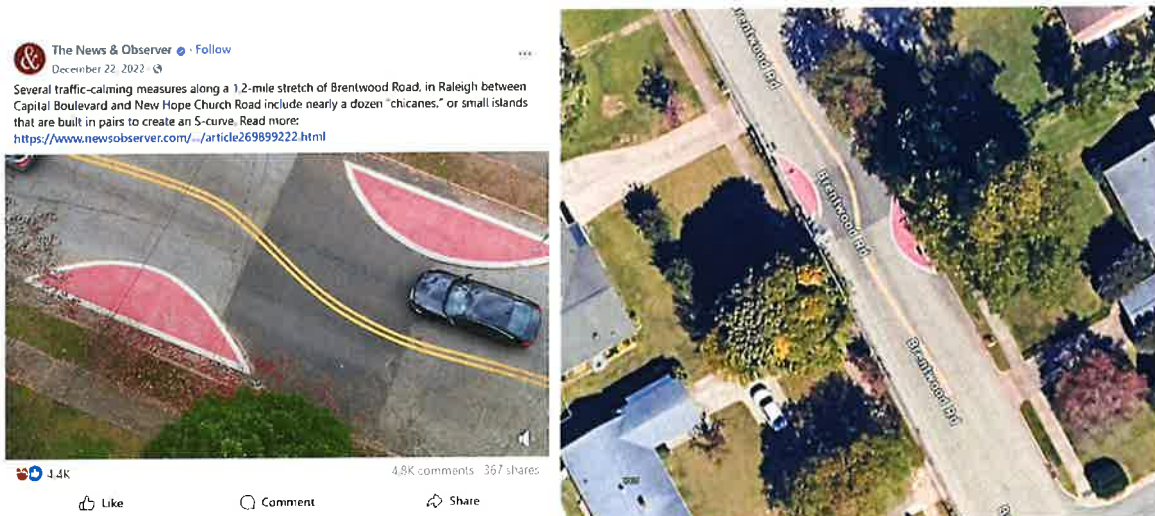 The News & Observer · Follow
December 22, 2022 ·
Several traffic-calming measures along a 1.2-mile stretch of Brentwood Road, in Raleigh between
Capital Boulevard and New Hope Church Road include nearly a dozen "chicanes," or small islands
that are built in pairs to create an S-curve. Read more:
https://www.newsobserver.com/.../article269899222.html
4.4K
4.8K comments 367 shares
Like
Comment
Share
Brentwood Rd
Brentwood Rd
Brentwood Rd